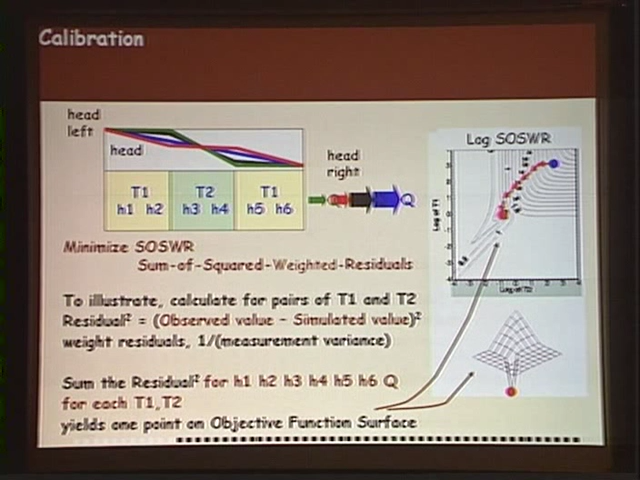 Calibration
head
left
head
head
right
T1 T2 T1
h1 h2 h3 h4 h5 h6
Q
Log SOSWR
Log of T1
Log of T2
Minimize SOSWR
Sum-of-Squared-Weighted-Residuals
To illustrate, calculate for pairs of T1 and T2
Residual² = (Observed value - Simulated value)²
weight residuals, 1/(measurement variance)
Sum the Residual² for h1 h2 h3 h4 h5 h6 Q
for each T1,T2
yields one point on Objective Function Surface